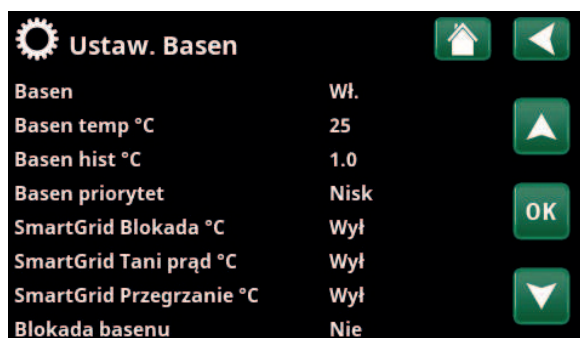 Ustaw. Basen
Basen Wł.
Basen temp °C 25
Basen hist °C 1.0
Basen priorytet Nisk
SmartGrid Blokada °C Wył
OK
SmartGrid Tani prąd °C Wył
SmartGrid Przegrzanie °C Wył
Blokada basenu Nie